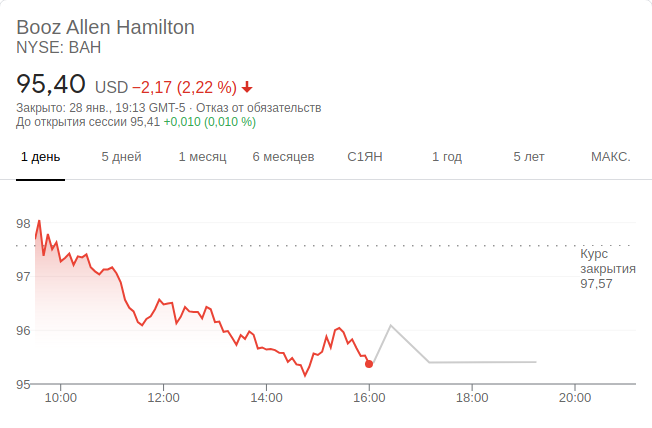 Booz Allen Hamilton
NYSE: BAH
95,40 USD −2,17 (2,22 %)
Закрыто: 28 янв., 19:13 GMT-5 · Отказ от обязательств
До открытия сессии 95,41 +0,010 (0,010 %)
1 день 5 дней 1 месяц 6 месяцев С1ЯН 1 год 5 лет МАКС.
98
Курс
закрытия
97,57
97
96
95
10:00 12:00 14:00 16:00 18:00 20:00